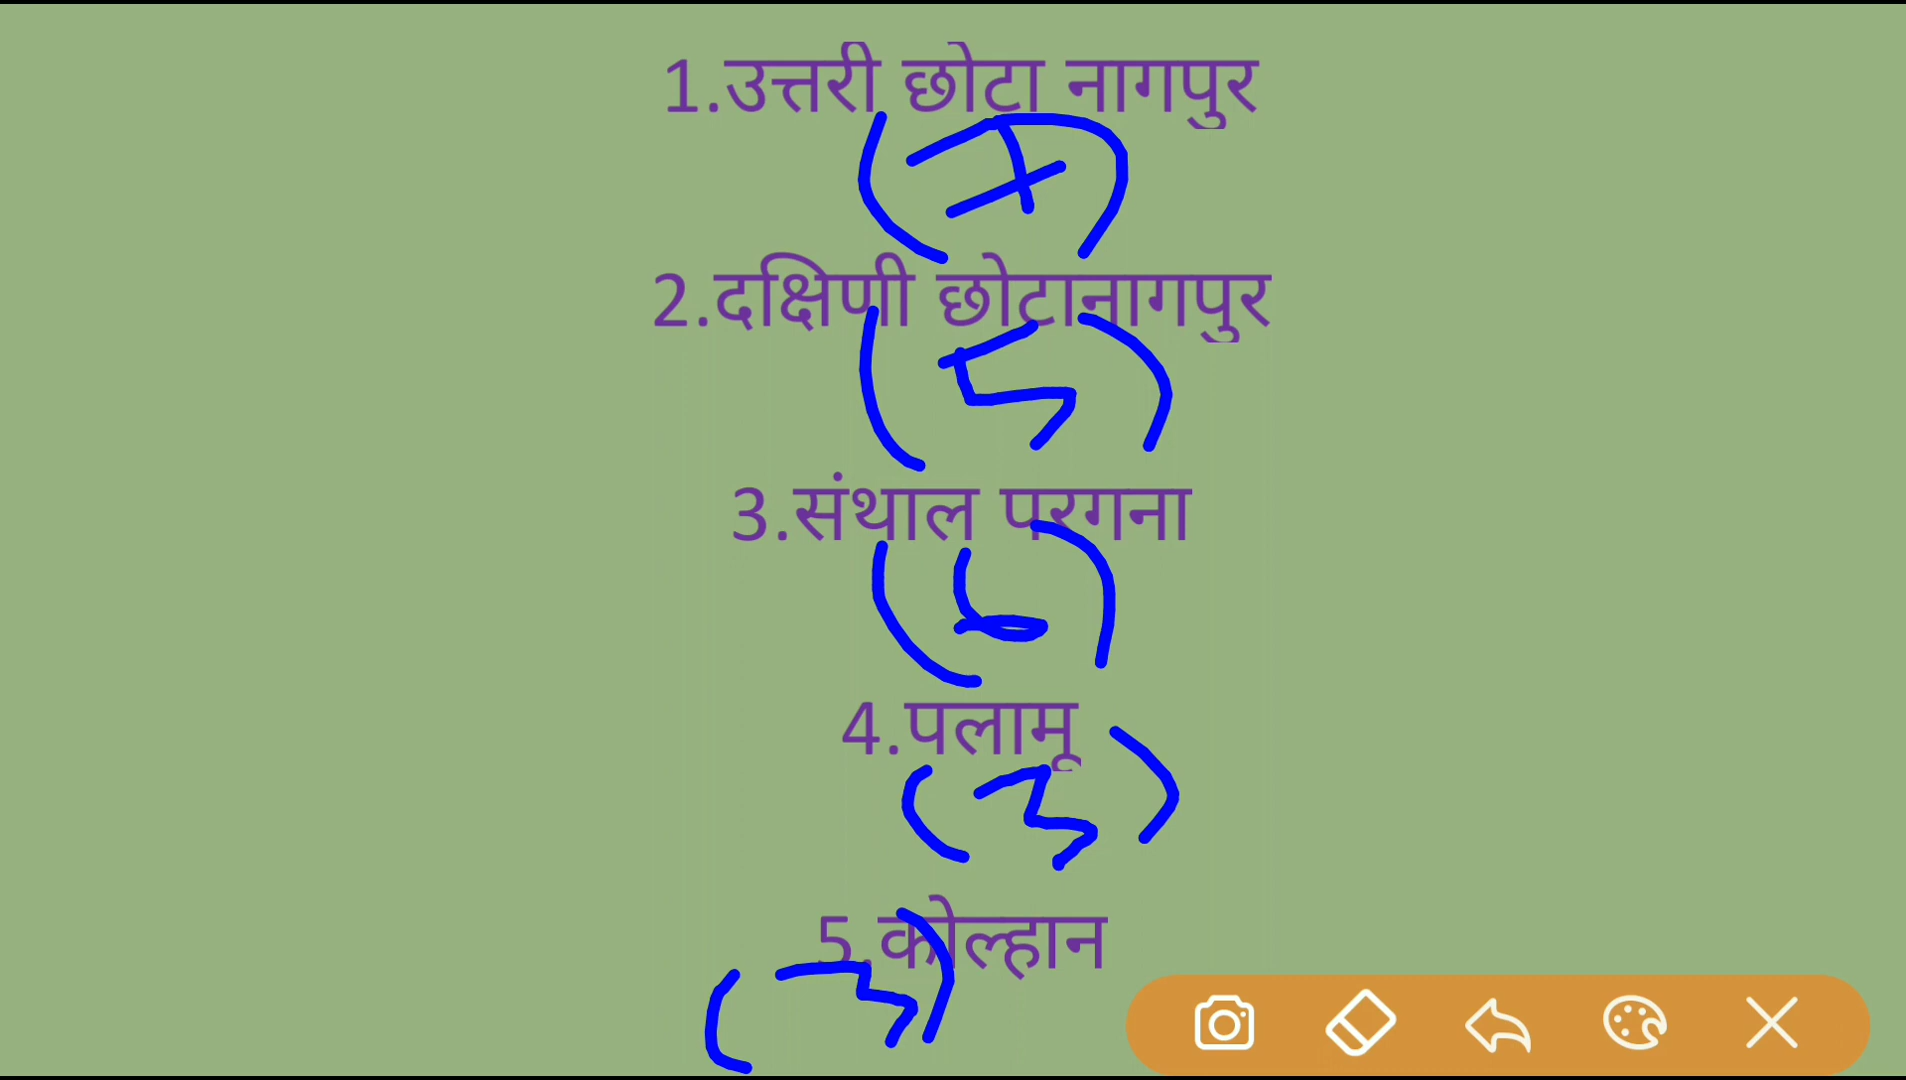 1.उत्तरी छोटा नागपुर
(7)
2.दक्षिणी छोटानागपुर
(5)
3.संथाल परगना
(6)
4.पलामू
(3)
5.कोल्हान
(3)